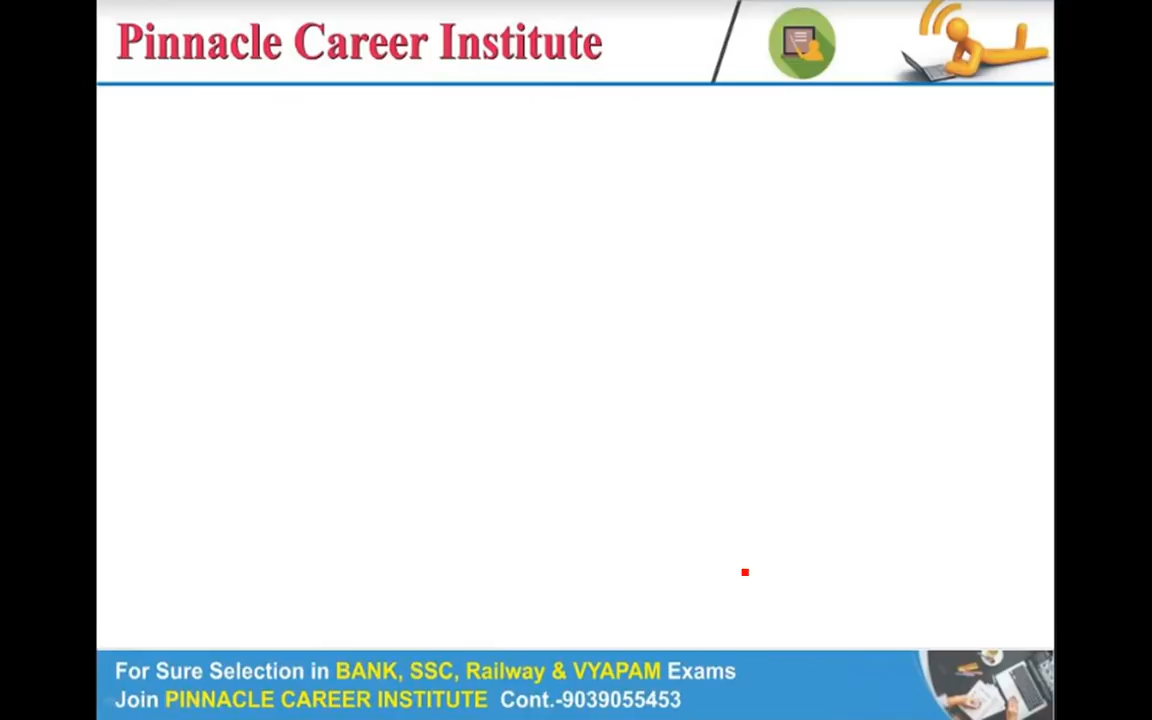 Pinnacle Career Institute
For Sure Selection in BANK, SSC, Railway & VYAPAM Exams
Join PINNACLE CAREER INSTITUTE Cont.-9039055453